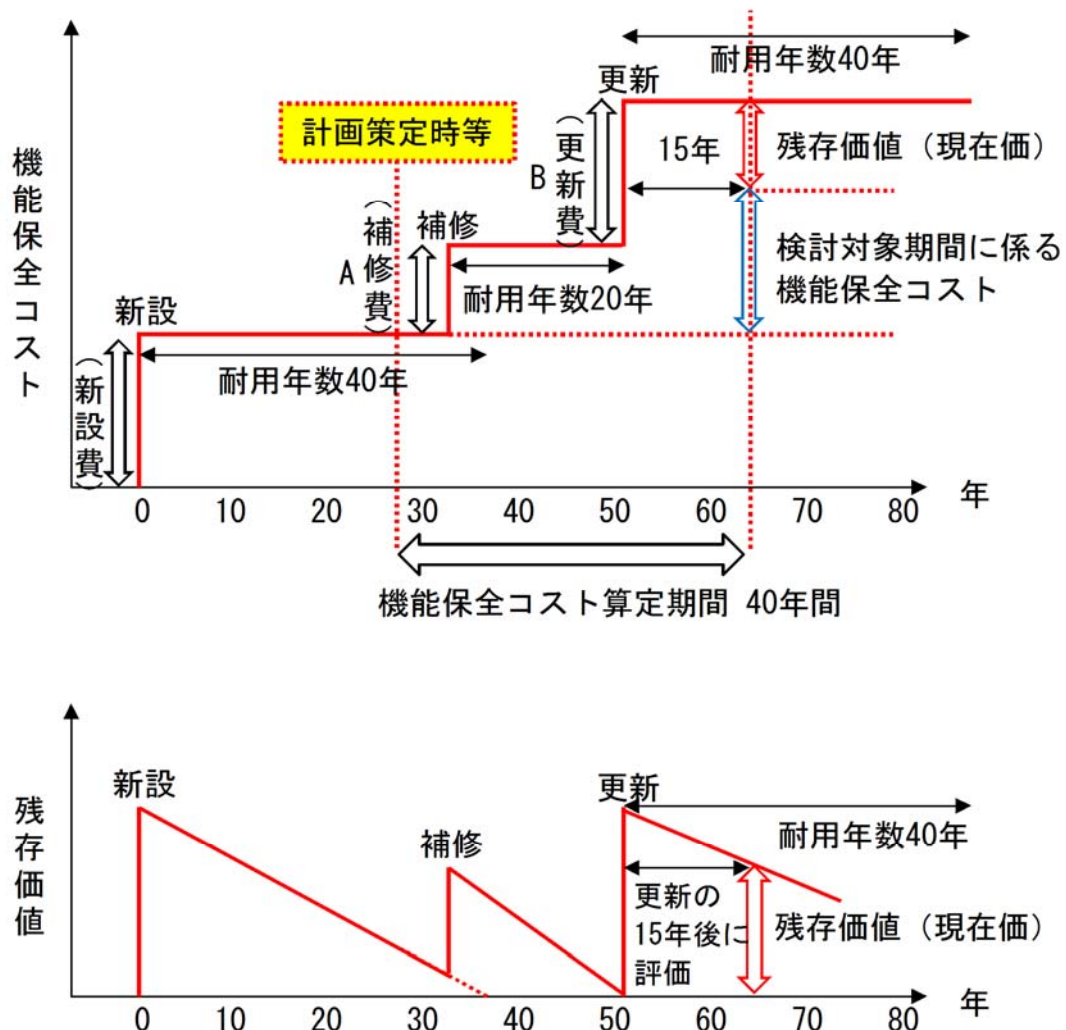 耐用年数40年
更新
計画策定時等
15年
残存価値（現在価）
B
（更新費）
機能保全コスト
（補修費）
補修
A
検討対象期間に係る
機能保全コスト
耐用年数20年
新設
耐用年数40年
（新設費）
0 10 20 30 40 50 60 70 80 年
機能保全コスト算定期間 40年間
新設
更新
耐用年数40年
残存価値
補修
更新の
15年後に
評価
残存価値（現在価）
0 10 20 30 40 50 60 70 80 年